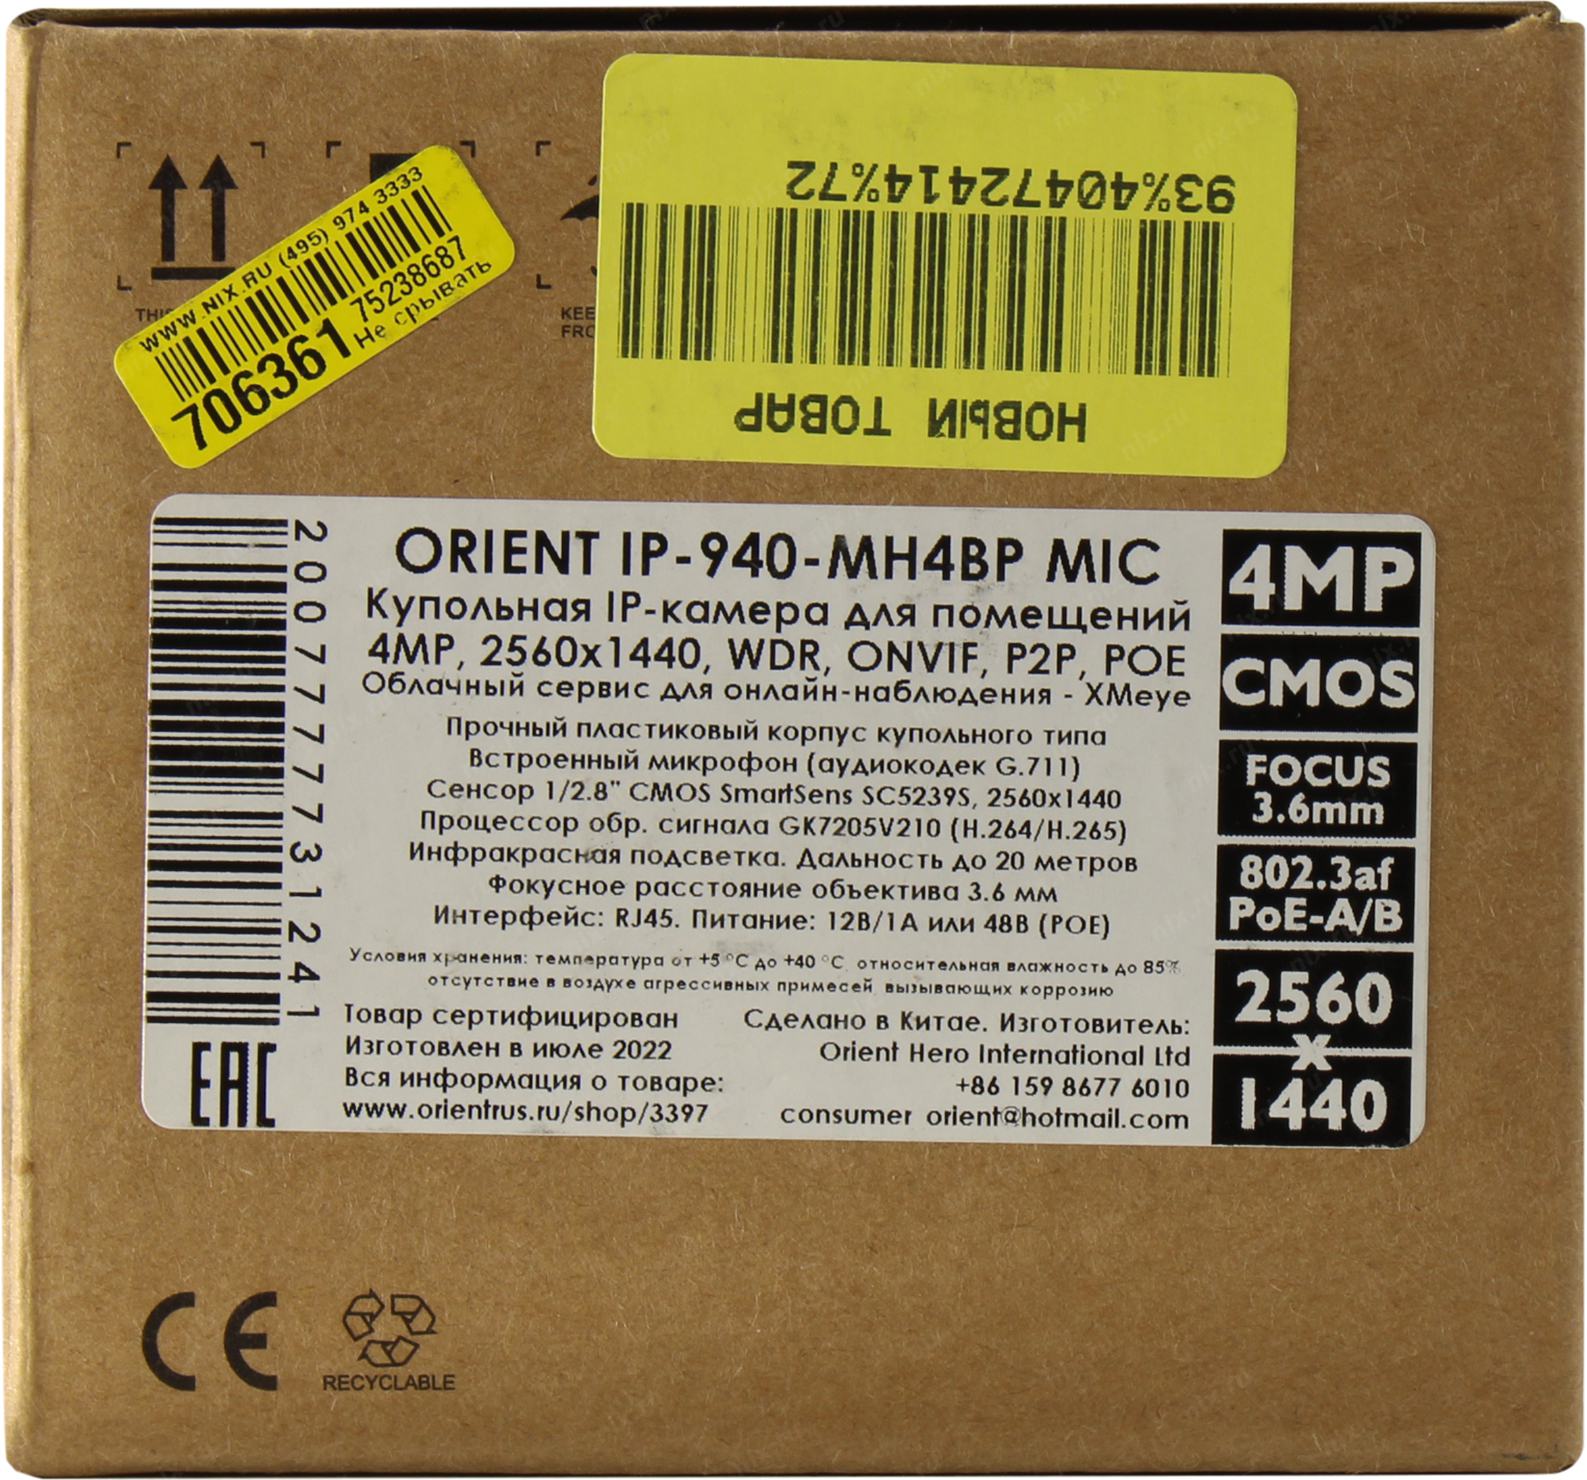 WWW.NIX.RU (495) 974 3333
75238687
706361
Не срывать
93%40472414%72
НОВЫЙ ТОВАР
THIS
KEE
FRO
2007777731241
ORIENT IP-940-MH4BP MIC
Купольная IP-камера для помещений
4MP, 2560x1440, WDR, ONVIF, P2P, POE
Облачный сервис для онлайн-наблюдения - XMeye
Прочный пластиковый корпус купольного типа
Встроенный микрофон (аудиокодек G.711)
Сенсор 1/2.8" CMOS SmartSens SC5239S, 2560x1440
Процессор обр. сигнала GK7205V210 (H.264/H.265)
Инфракрасная подсветка. Дальность до 20 метров
Фокусное расстояние объектива 3.6 мм
Интерфейс: RJ45. Питание: 12В/1А или 48В (POE)
Условия хранения: температура от +5 °C до +40 °C, относительная влажность до 85%
отсутствие в воздухе агрессивных примесей, вызывающих коррозию
Товар сертифицирован
Изготовлен в июле 2022
Вся информация о товаре:
www.orientrus.ru/shop/3397
Сделано в Китае. Изготовитель:
Orient Hero International Ltd
+86 159 8677 6010
consumer_orient@hotmail.com
4MP
CMOS
FOCUS
3.6mm
802.3af
PoE-A/B
2560
x
1440
EAC
CE
RECYCLABLE